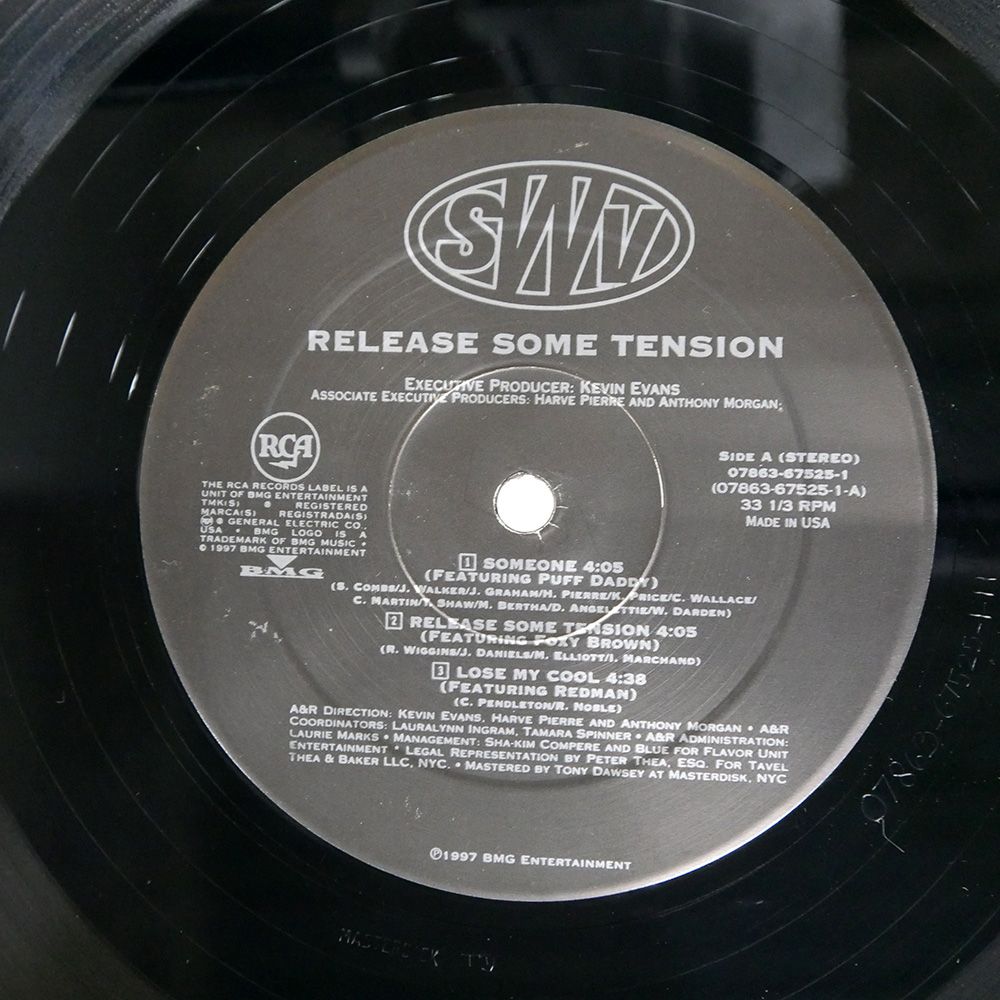 SWV
RELEASE SOME TENSION
EXECUTIVE PRODUCER: KEVIN EVANS
ASSOCIATE EXECUTIVE PRODUCERS: HARVE PIERRE AND ANTHONY MORGAN;
RCA
THE RCA RECORDS LABEL IS A
UNIT OF BMG ENTERTAINMENT
TMK(S) ® REGISTERED
MARCA(S) REGISTRADA(S)
® GENERAL ELECTRIC CO.
USA • BMG LOGO IS A
TRADEMARK OF BMG MUSIC •
© 1997 BMG ENTERTAINMENT
BMG
SIDE A (STEREO)
07863-67525-1
(07863-67525-1-A)
33 1/3 RPM
MADE IN USA
1 SOMEONE 4:05
(FEATURING PUFF DADDY)
(S. COMBS/J. WALKER/J. GRAHAM/H. PIERRE/K. PRICE/C. WALLACE/
C. MARTIN/T. SHAW/M. BERTHA/D. ANGELETTIE/W. DARDEN)
2 RELEASE SOME TENSION 4:05
(FEATURING FOXY BROWN)
(R. WIGGINS/J. DANIELS/M. ELLIOTT/I. MARCHAND)
3 LOSE MY COOL 4:38
(FEATURING REDMAN)
(C. PENDLETON/R. NOBLE)
A&R DIRECTION: KEVIN EVANS, HARVE PIERRE AND ANTHONY MORGAN • A&R
COORDINATORS: LAURALYNN INGRAM, TAMARA SPINNER • A&R ADMINISTRATION:
LAURIE MARKS • MANAGEMENT: SHA-KIM COMPERE AND BLUE FOR FLAVOR UNIT
ENTERTAINMENT • LEGAL REPRESENTATION BY PETER THEA, ESQ. FOR TAVEL
THEA & BAKER LLC, NYC. • MASTERED BY TONY DAWSEY AT MASTERDISK, NYC
℗1997 BMG ENTERTAINMENT
MASTERDISK TD